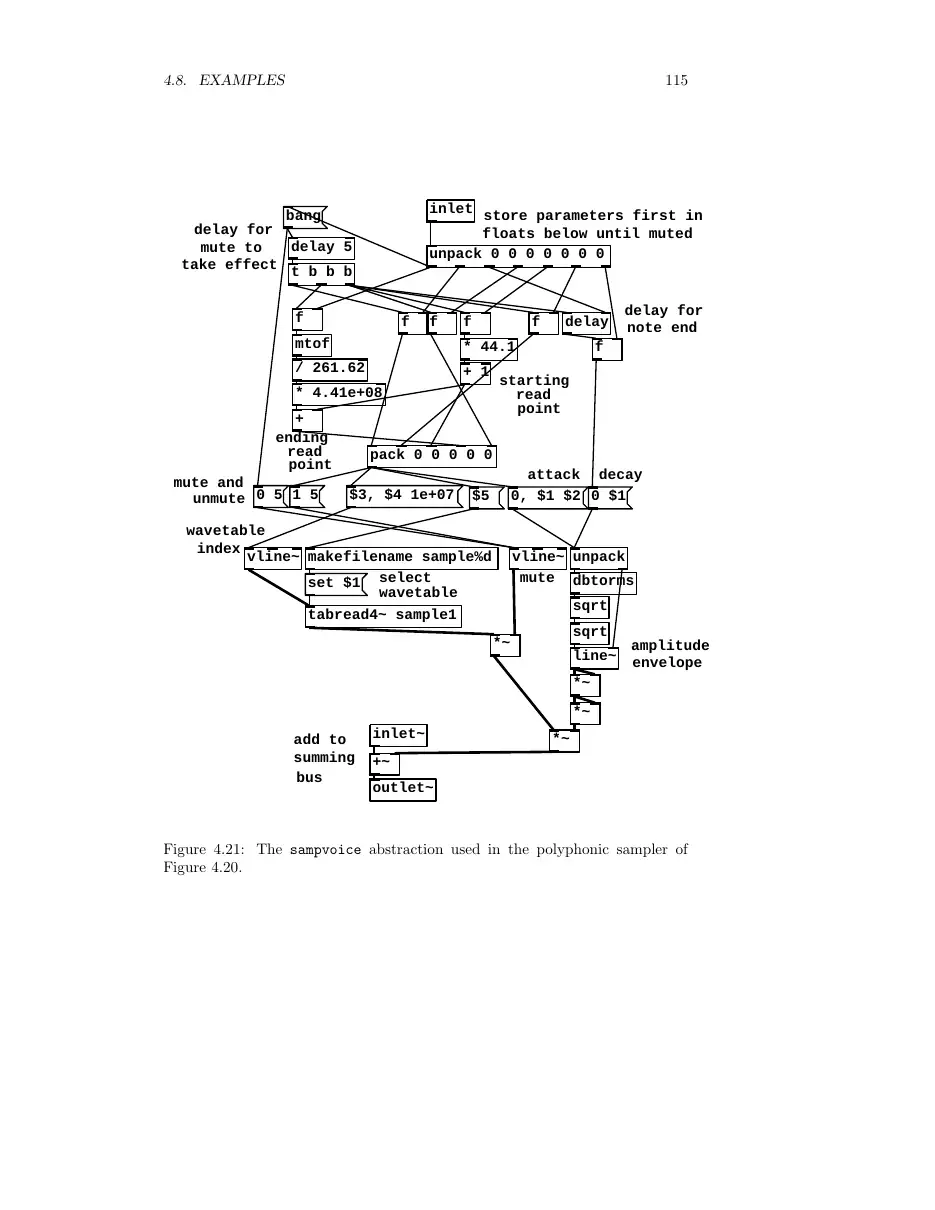 4.8. EXAMPLES 115
bang
inlet
store parameters first in
floats below until muted
delay for
mute to
take effect
delay 5
unpack 0 0 0 0 0 0 0
t b b b
delay for
note end
f
f
f
f
f
delay
mtof
* 44.1
f
/ 261.62
+ 1
starting
read
point
* 4.41e+08
+
ending
read
point
pack 0 0 0 0 0
attack decay
mute and
unmute
0 5
1 5
$3, $4 1e+07
$5
0, $1 $2
0 $1
wavetable
index
vline~
makefilename sample%d
vline~
unpack
set $1
select
wavetable
mute
dbtorms
sqrt
tabread4~ sample1
sqrt
*~
line~
amplitude
envelope
*~
*~
add to
summing
bus
inlet~
*~
+~
outlet~
Figure 4.21: The sampvoice abstraction used in the polyphonic sampler of
Figure 4.20.